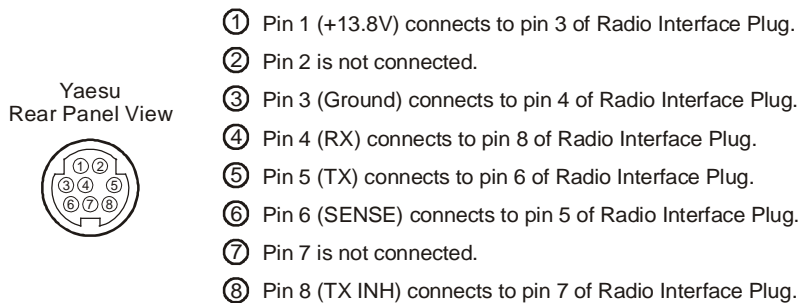 ① Pin 1 (+13.8V) connects to pin 3 of Radio Interface Plug.
② Pin 2 is not connected.
③ Pin 3 (Ground) connects to pin 4 of Radio Interface Plug.
④ Pin 4 (RX) connects to pin 8 of Radio Interface Plug.
⑤ Pin 5 (TX) connects to pin 6 of Radio Interface Plug.
⑥ Pin 6 (SENSE) connects to pin 5 of Radio Interface Plug.
⑦ Pin 7 is not connected.
⑧ Pin 8 (TX INH) connects to pin 7 of Radio Interface Plug.
Yaesu
Rear Panel View
① ②
③ ④ ⑤
⑥ ⑦ ⑧